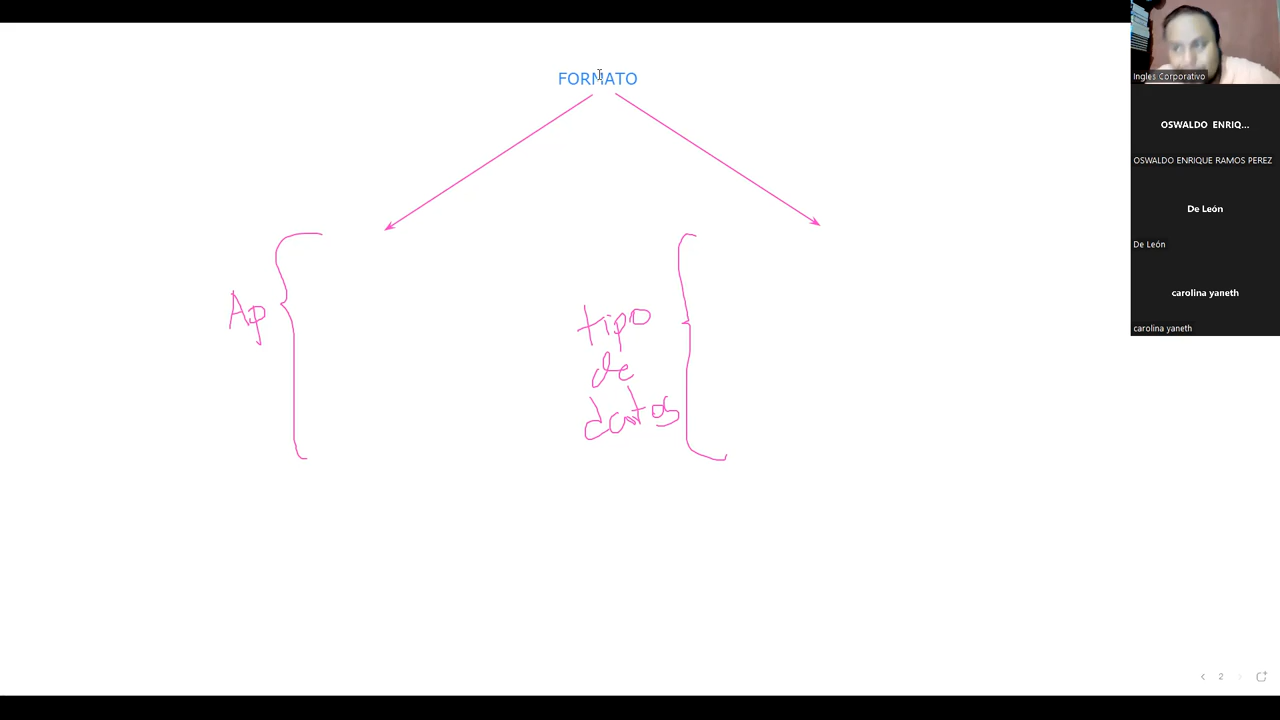 FORMATO
Ap
tipo
de
datos
Ingles Corporativo
OSWALDO ENRIQ...
OSWALDO ENRIQUE RAMOS PEREZ
De León
De León
carolina yaneth
carolina yaneth
2